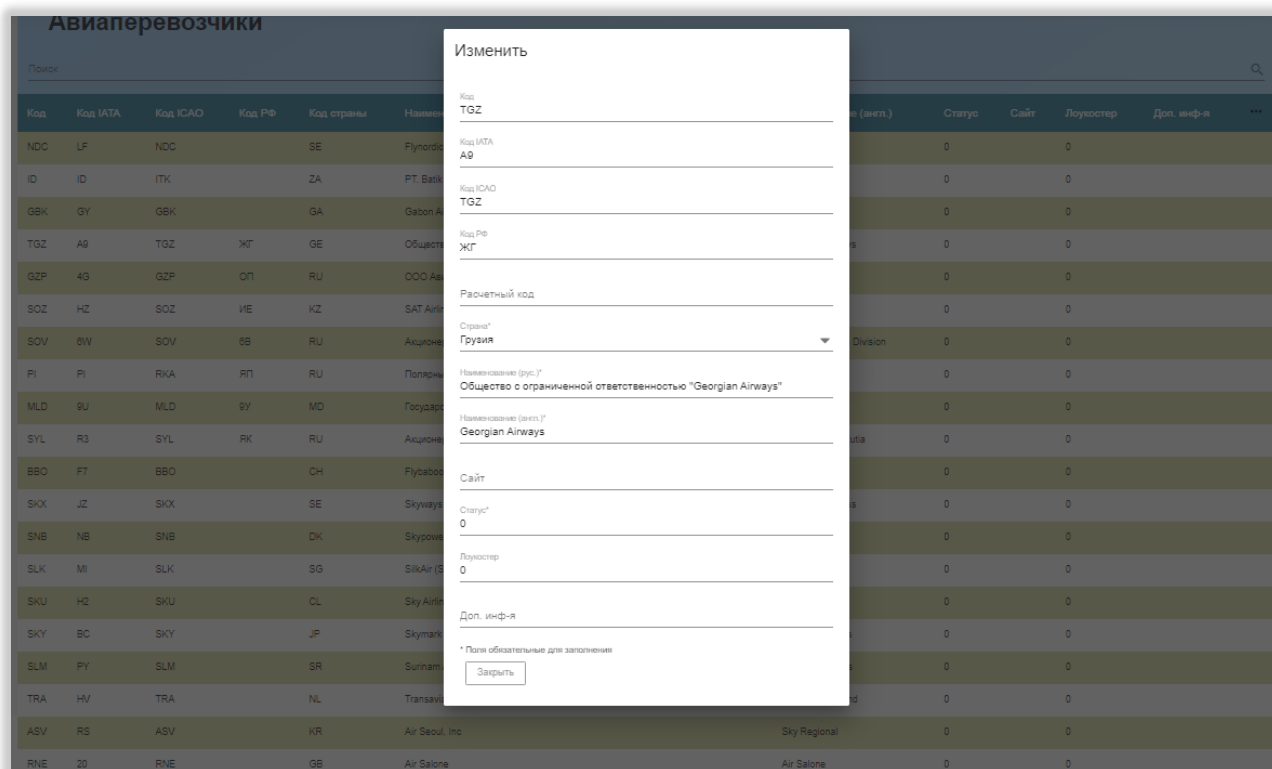 Авиаперевозчики
Поиск
Код Код IATA Код ICAO Код РФ Код страны Статус Сайт Лоукостер Доп. инф-я
NDC LF NDC SE Flynordic 0 0
ID ID ITK ZA PT. Batik 0 0
GBK GY GBK GA Gabon 0 0
TGZ A9 TGZ ЖГ GE 0 0
GZP 4G GZP ОП RU ООО 0 0
SOZ HZ SOZ ИЕ KZ SAT 0 0
SOV 6W SOV 6В RU Division 0 0
PI PI RKA ЯП RU 0 0
MLD 9U MLD 9У MD 0 0
SYL R3 SYL ЯК RU 0 0
BBO F7 BBO CH 0 0
SKX JZ SKX SE Skyways 0 0
SNB NB SNB DK 0 0
SLK MI SLK SG SilkAir (S 0 0
SKU H2 SKU CL Sky 0 0
SKY BC SKY JP Skymark 0 0
SLM PY SLM SR 0 0
TRA HV TRA NL 0 0
ASV RS ASV KR Air Seoul, Inc Sky Regional 0 0
RNE 20 RNE GB Air Salone Air Salone 0 0
Изменить
Код
TGZ
Код IATA
A9
Код ICAO
TGZ
Код РФ
ЖГ
Расчетный код
Страна*
Грузия
Наименование (рус.)*
Общество с ограниченной ответственностью "Georgian Airways"
Наименование (англ.)*
Georgian Airways
Сайт
Статус*
0
Лоукостер
0
Доп. инф-я
* Поля обязательные для заполнения
Закрыть